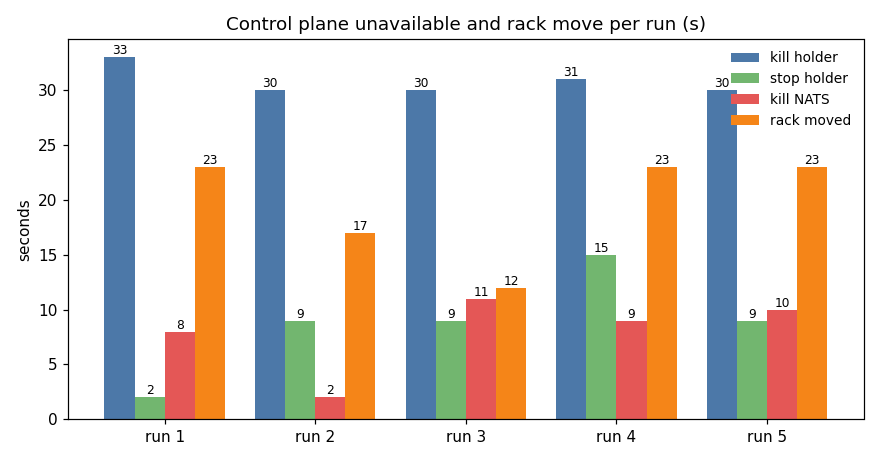 Control plane unavailable and rack move per run (s)
kill holder
stop holder
kill NATS
rack moved
seconds
30
25
20
15
10
5
0
33
2
8
23
30
9
2
17
30
9
11
12
31
15
9
23
30
9
10
23
run 1
run 2
run 3
run 4
run 5